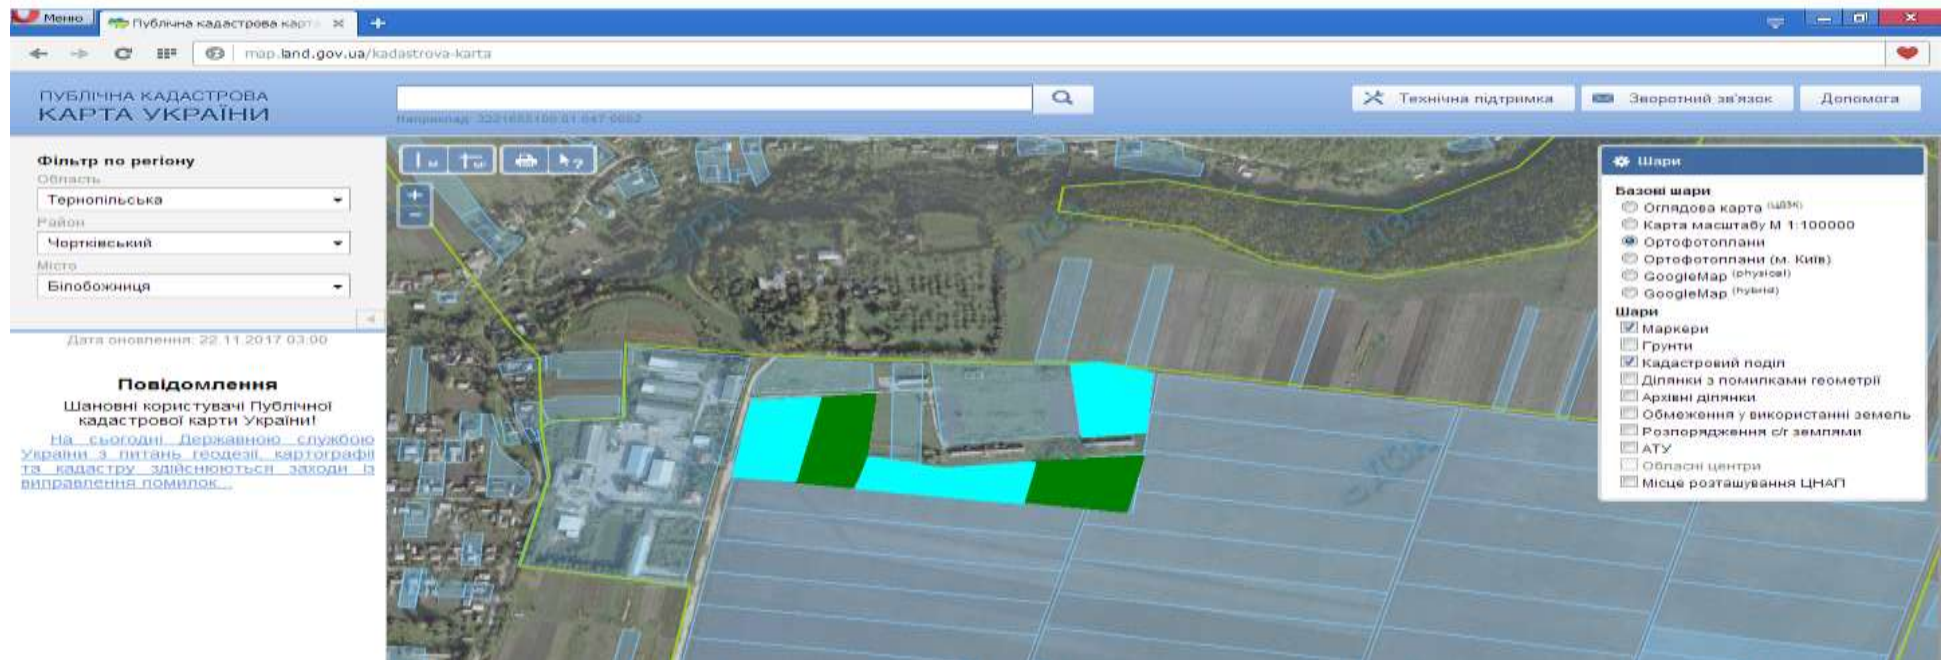 Меню
Публічна кадастрова карт
map.land.gov.ua/kadastrova-karta
ПУБЛІЧНА КАДАСТРОВА
КАРТА УКРАЇНИ
Технічна підтримка
Зворотний зв'язок
Допомога
Фільтр по регіону
Область
Тернопільська
Район
Чортківський
Місто
Білобожниця
Дата оновлення: 22.11.2017 03:00
Повідомлення
Шановні користувачі Публічної
кадастрової карти України!
На сьогодні Державною службою
України з питань геодезії, картографії
та кадастру здійснюються заходи із
виправлення помилок...
Шари
Базові шари
Оглядова карта (ЦДЗК)
Карта масштабу М 1:100000
Ортофотоплани
Ортофотоплани (м. Київ)
GoogleMap (physical)
GoogleMap (hybrid)
Шари
Маркери
Грунти
Кадастровий поділ
Ділянки з помилками геометрії
Архівні ділянки
Обмеження у використанні земель
Розпорядження с/г землями
АТУ
Обласні центри
Місце розташування ЦНАП